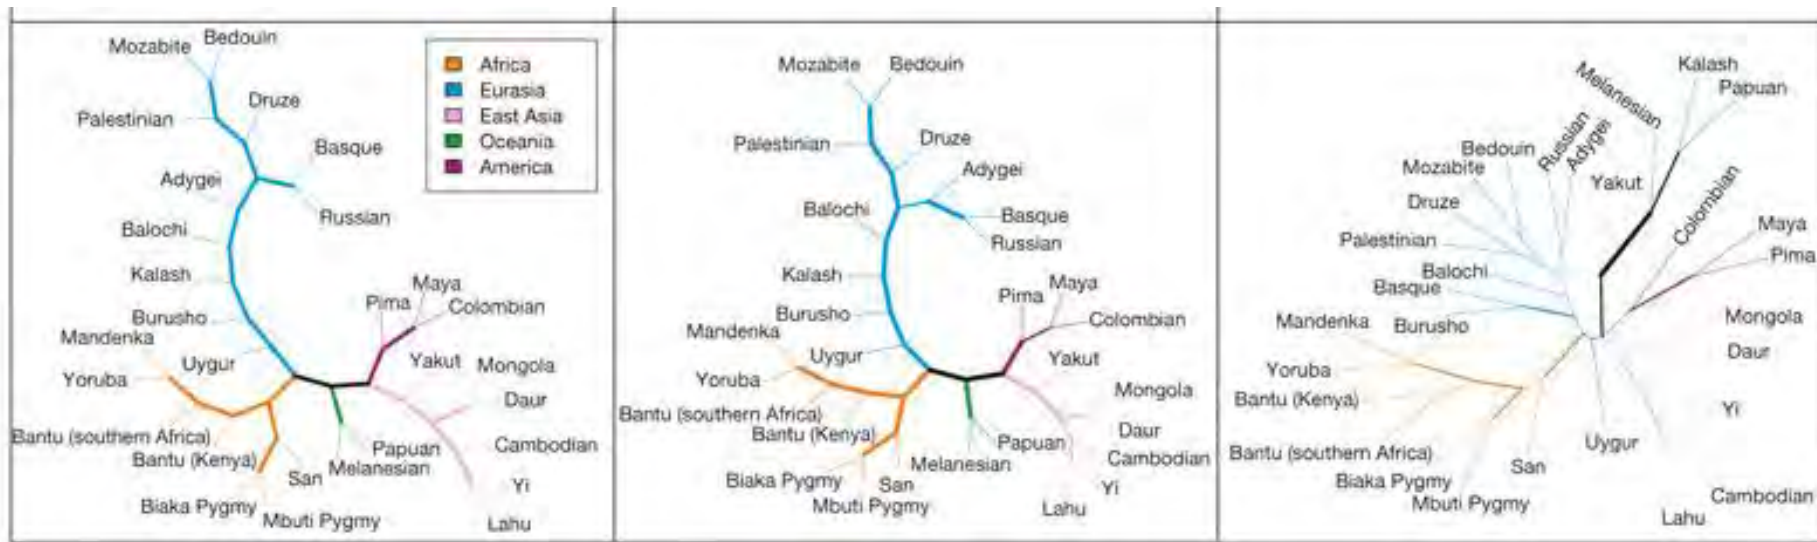 Mozabite
Bedouin
Palestinian
Druze
Basque
Adygei
Russian
Balochi
Kalash
Burusho
Mandenka
Uygur
Yoruba
Bantu (southern Africa)
Bantu (Kenya)
Biaka Pygmy
San
Mbuti Pygmy
Melanesian
Papuan
Pima
Maya
Colombian
Yakut
Mongola
Daur
Cambodian
Yi
Lahu
Africa
Eurasia
East Asia
Oceania
America
Mozabite
Bedouin
Palestinian
Druze
Adygei
Balochi
Basque
Russian
Kalash
Burusho
Mandenka
Uygur
Yoruba
Bantu (southern Africa)
Bantu (Kenya)
Biaka Pygmy
San
Mbuti Pygmy
Melanesian
Papuan
Pima
Maya
Colombian
Yakut
Mongola
Daur
Cambodian
Yi
Lahu
Kalash
Papuan
Melanesian
Russian
Adygei
Bedouin
Mozabite
Yakut
Druze
Colombian
Palestinian
Maya
Pima
Balochi
Basque
Mandenka
Burusho
Mongola
Daur
Yoruba
Bantu (Kenya)
Yi
Bantu (southern Africa)
Uygur
San
Biaka Pygmy
Mbuti Pygmy
Cambodian
Lahu